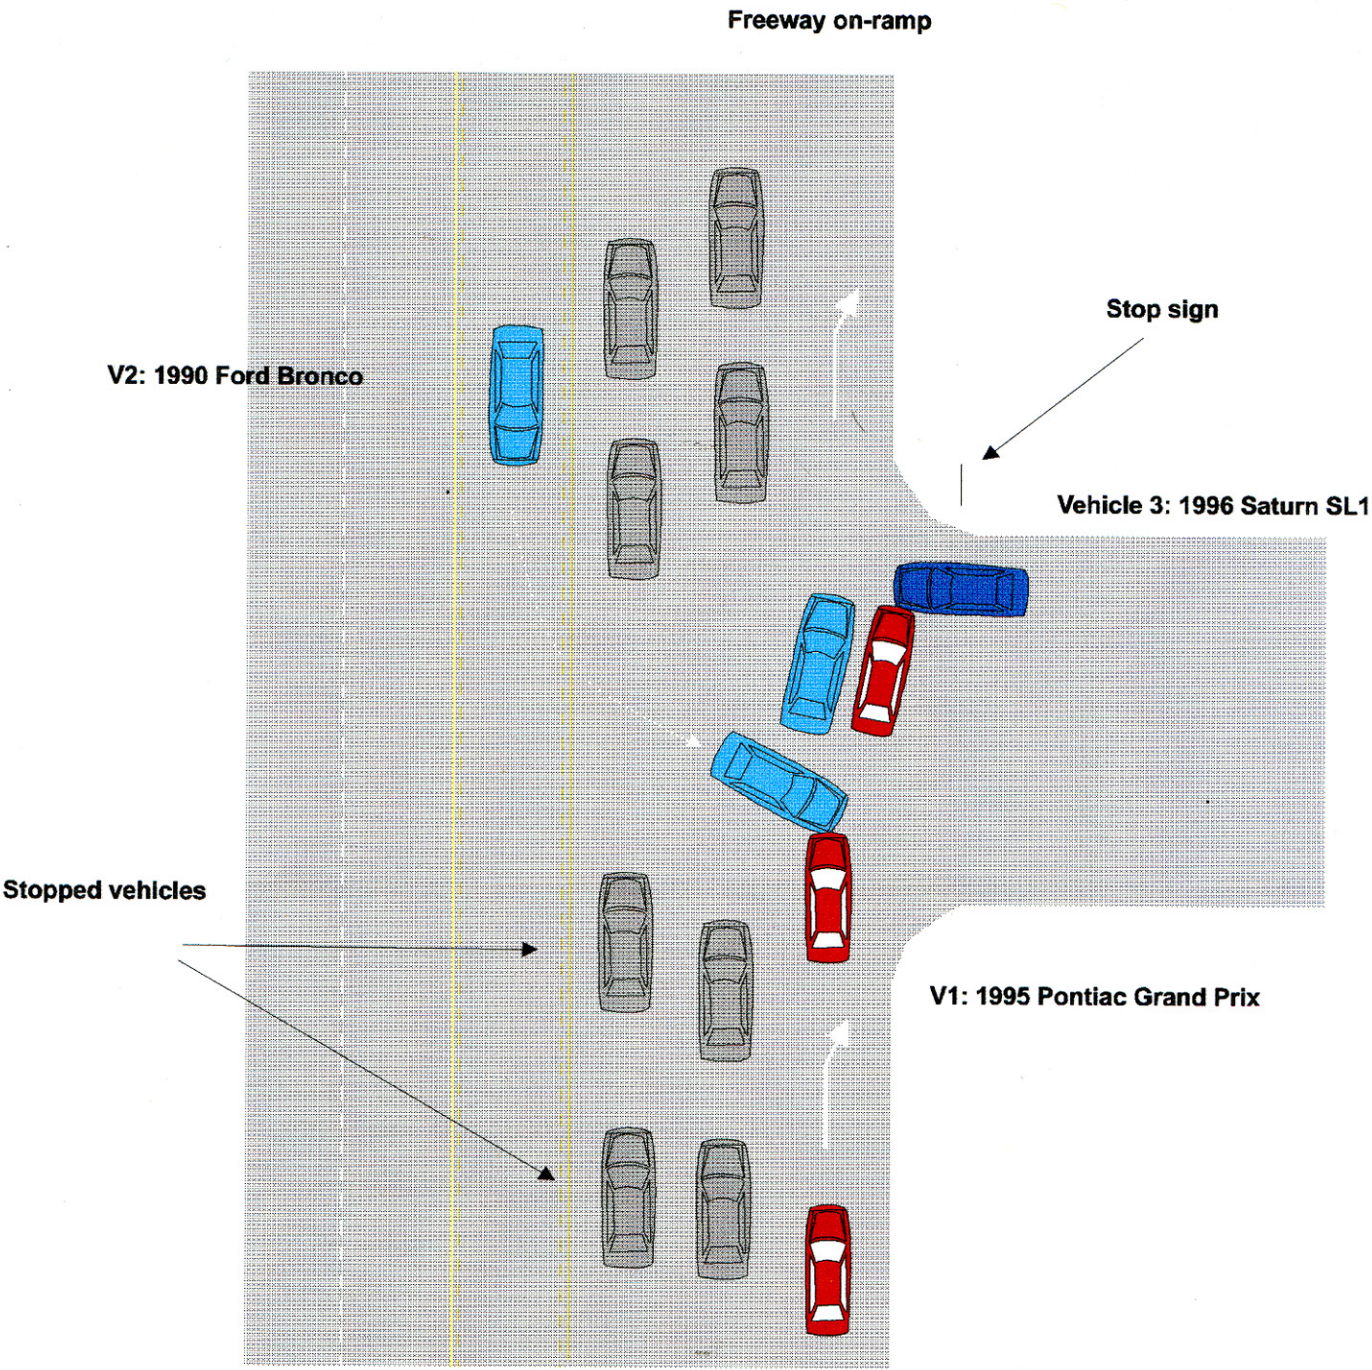 Freeway on-ramp
Stop sign
V2: 1990 Ford Bronco
Vehicle 3: 1996 Saturn SL1
Stopped vehicles
V1: 1995 Pontiac Grand Prix